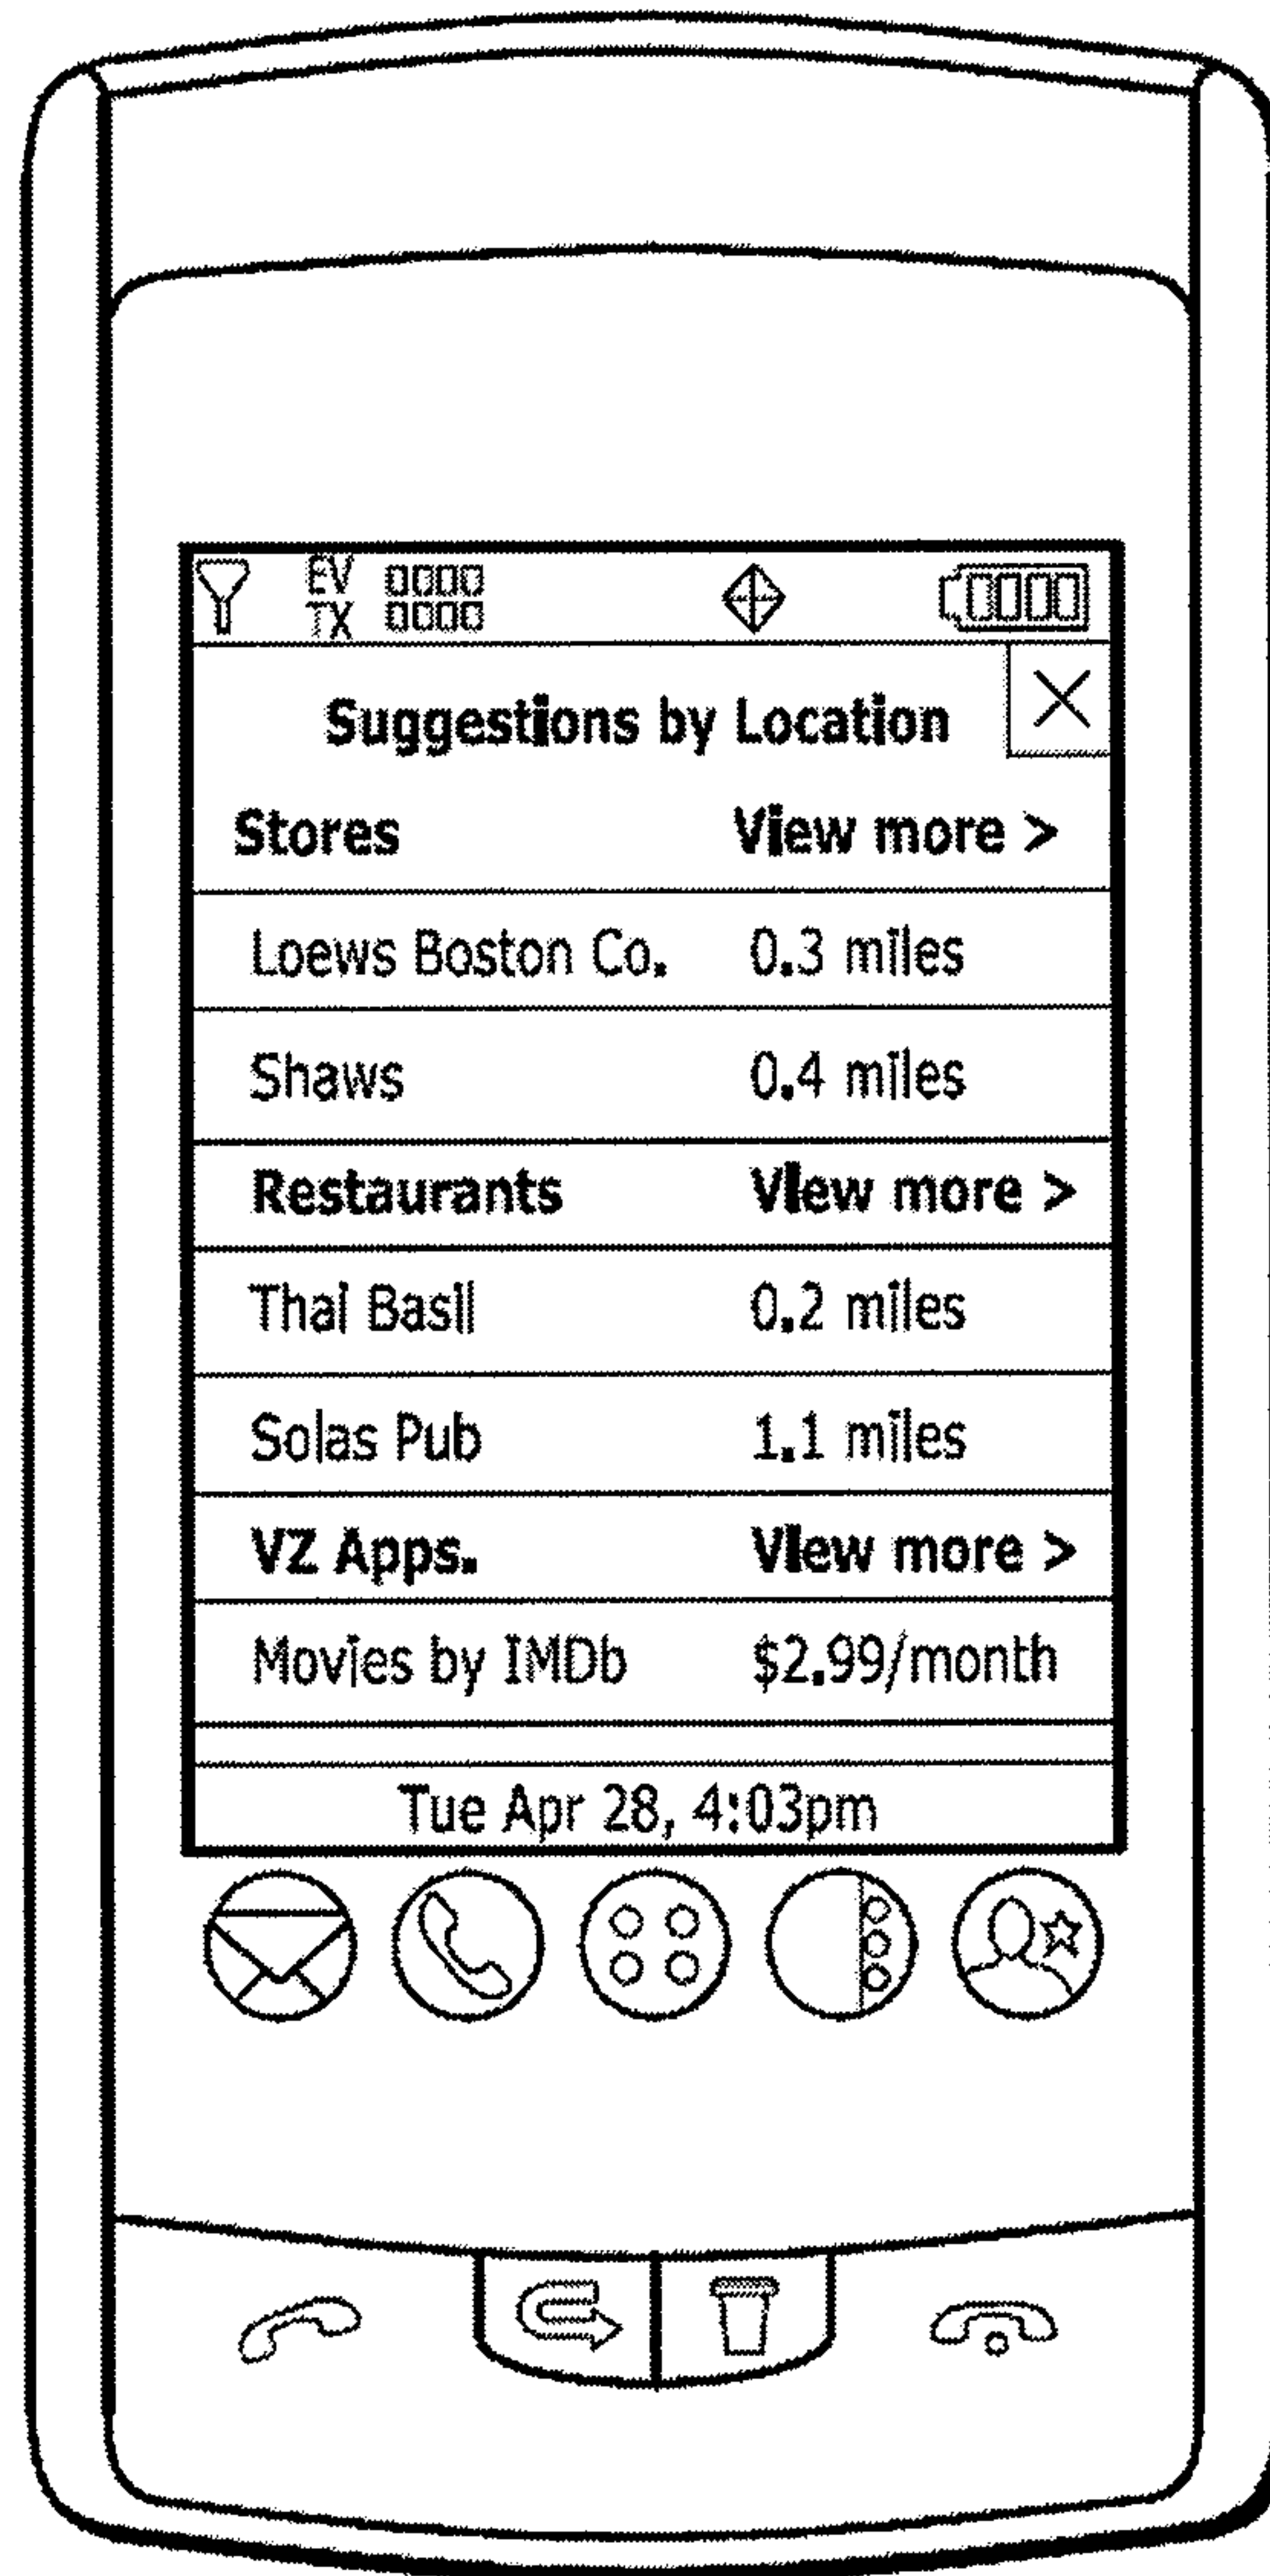 EV
TX
Suggestions by Location
Stores View more >
Loews Boston Co. 0.3 miles
Shaws 0.4 miles
Restaurants View more >
Thai Basil 0.2 miles
Solas Pub 1.1 miles
VZ Apps. View more >
Movies by IMDb $2.99/month
Tue Apr 28, 4:03pm